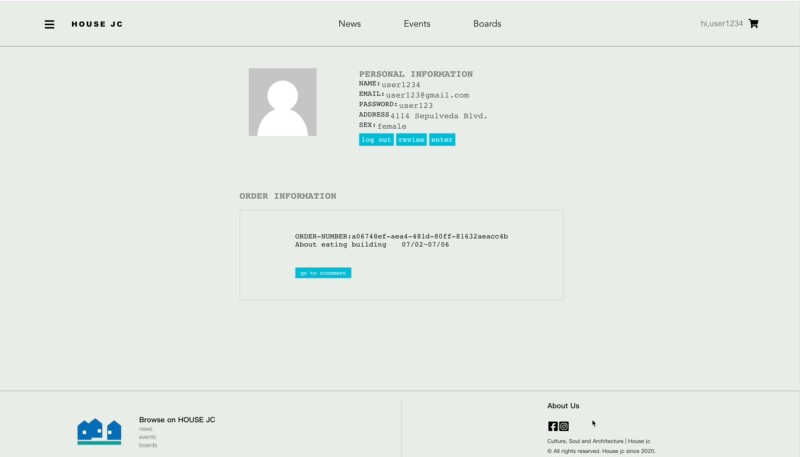 HOUSE JC
News
Events
Boards
hi,user1234
PERSONAL INFORMATION
NAME:user1234
EMAIL:user123@gmail.com
PASSWORD:user123
ADDRESS4114 Sepulveda Blvd.
SEX:female
log out
revise
enter
ORDER INFORMATION
ORDER-NUMBER:a06748ef-aea4-481d-80ff-81632aeacc4b
About eating building 07/02-07/06
go to comment
Browse on HOUSE JC
news
events
boards
About Us
Culture, Soul and Architecture | House jc
© All rights reserved. House jc since 2020.